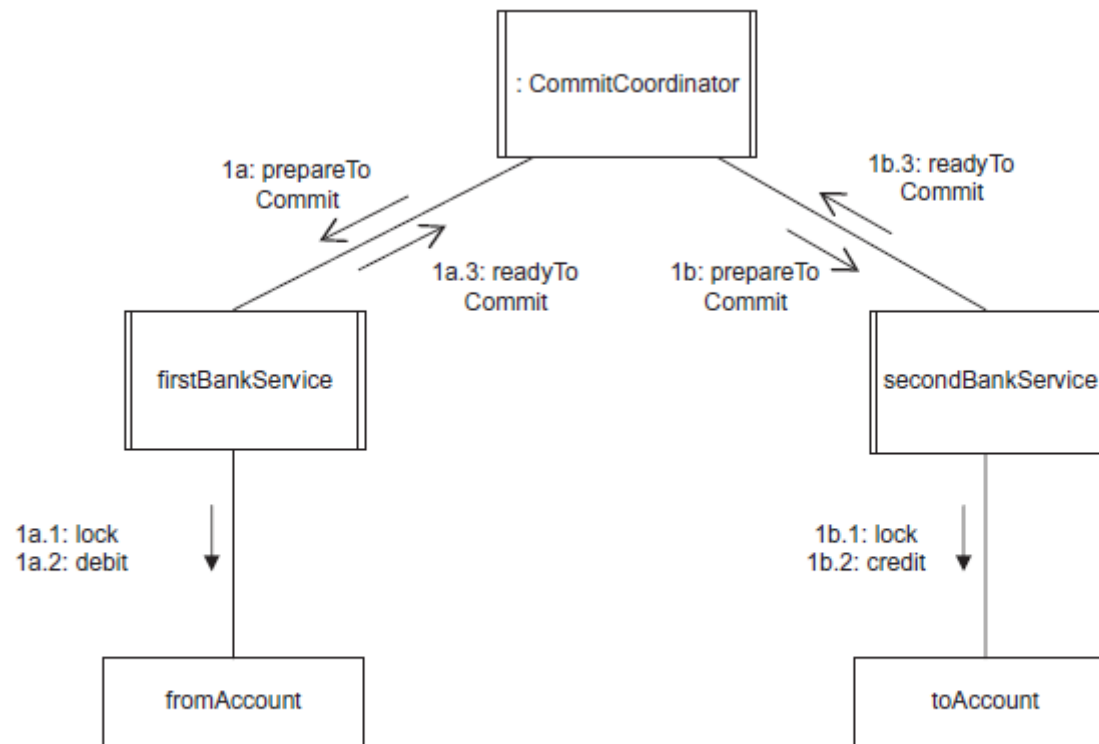 : CommitCoordinator
1a: prepareTo
Commit
1b.3: readyTo
Commit
1a.3: readyTo
Commit
1b: prepareTo
Commit
firstBankService
secondBankService
1a.1: lock
1a.2: debit
1b.1: lock
1b.2: credit
fromAccount
toAccount